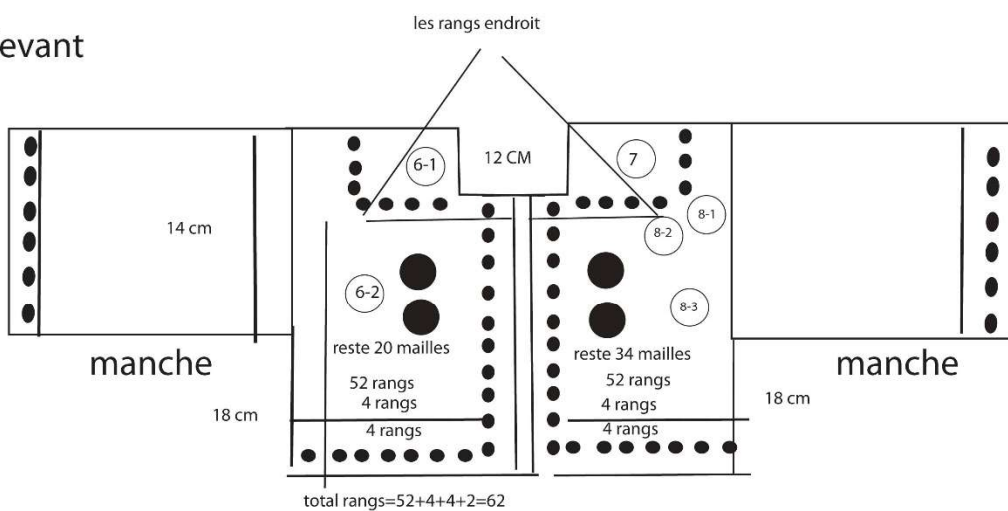 les rangs endroit
evant
12 CM
6-1
7
8-1
8-2
14 cm
6-2
8-3
reste 20 mailles
reste 34 mailles
manche
manche
52 rangs
52 rangs
4 rangs
4 rangs
18 cm
18 cm
4 rangs
4 rangs
total rangs=52+4+4+2=62